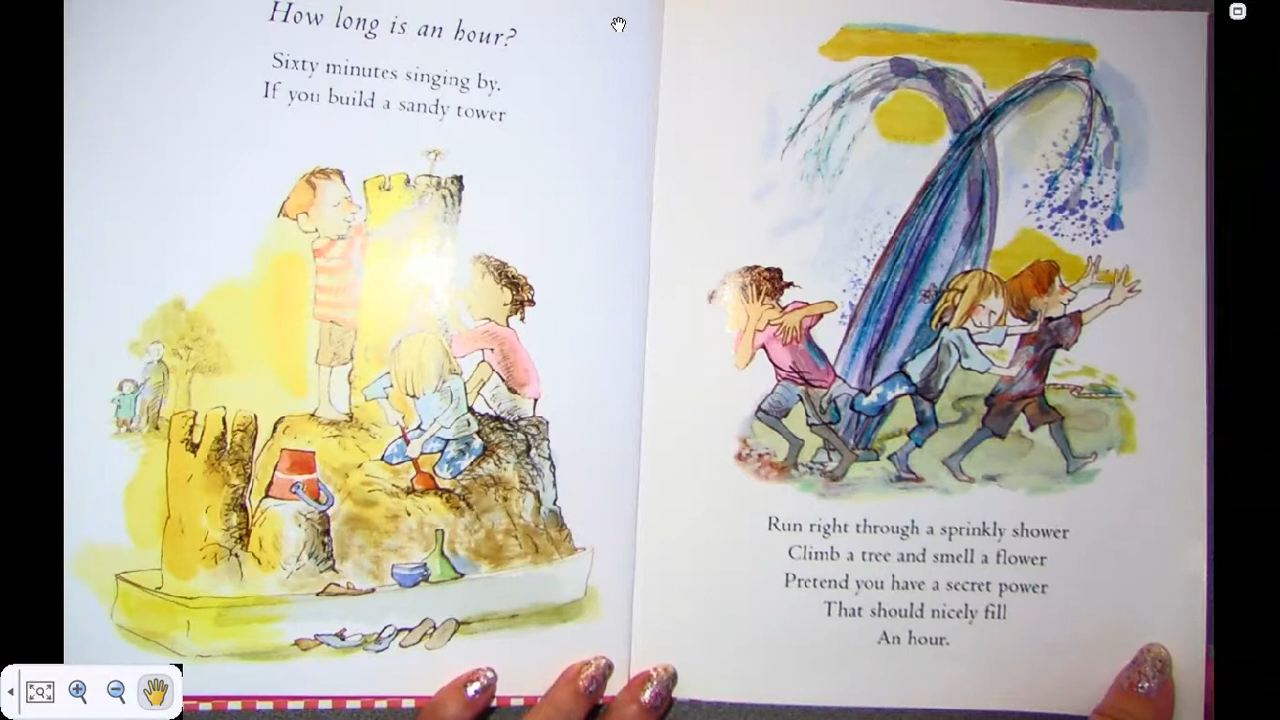 How long is an hour?
Sixty minutes singing by.
If you build a sandy tower
Run right through a sprinkly shower
Climb a tree and smell a flower
Pretend you have a secret power
That should nicely fill
An hour.